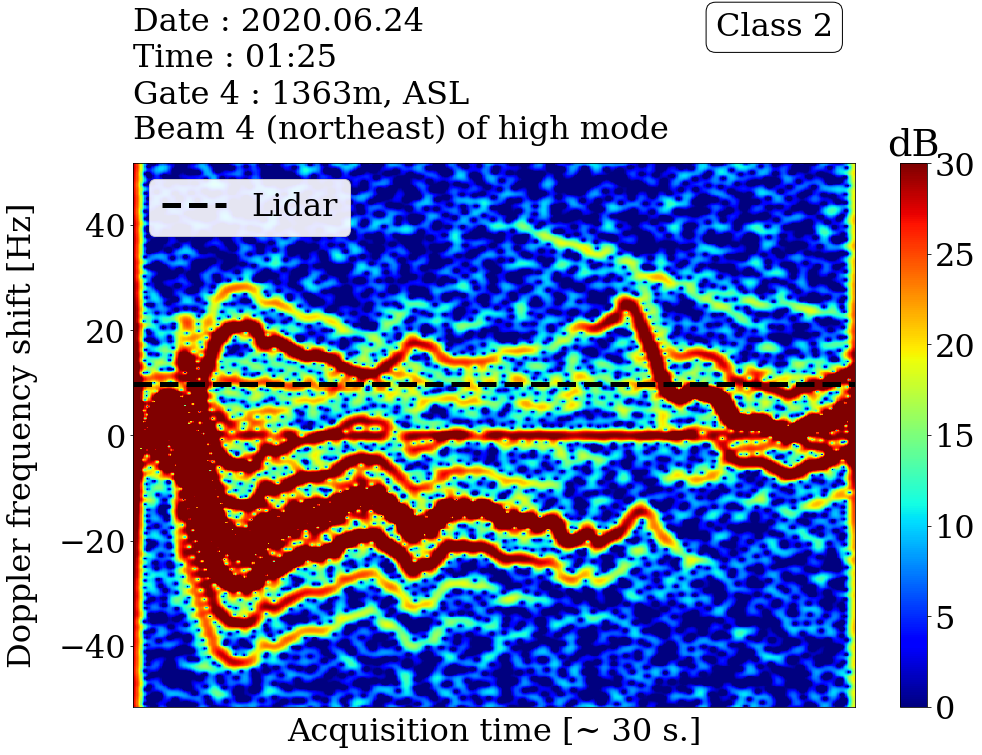 Date : 2020.06.24
Time : 01:25
Gate 4 : 1363m, ASL
Beam 4 (northeast) of high mode
Class 2
dB
Lidar
Doppler frequency shift [Hz]
40
20
0
−20
−40
30
25
20
15
10
5
0
Acquisition time [~ 30 s.]